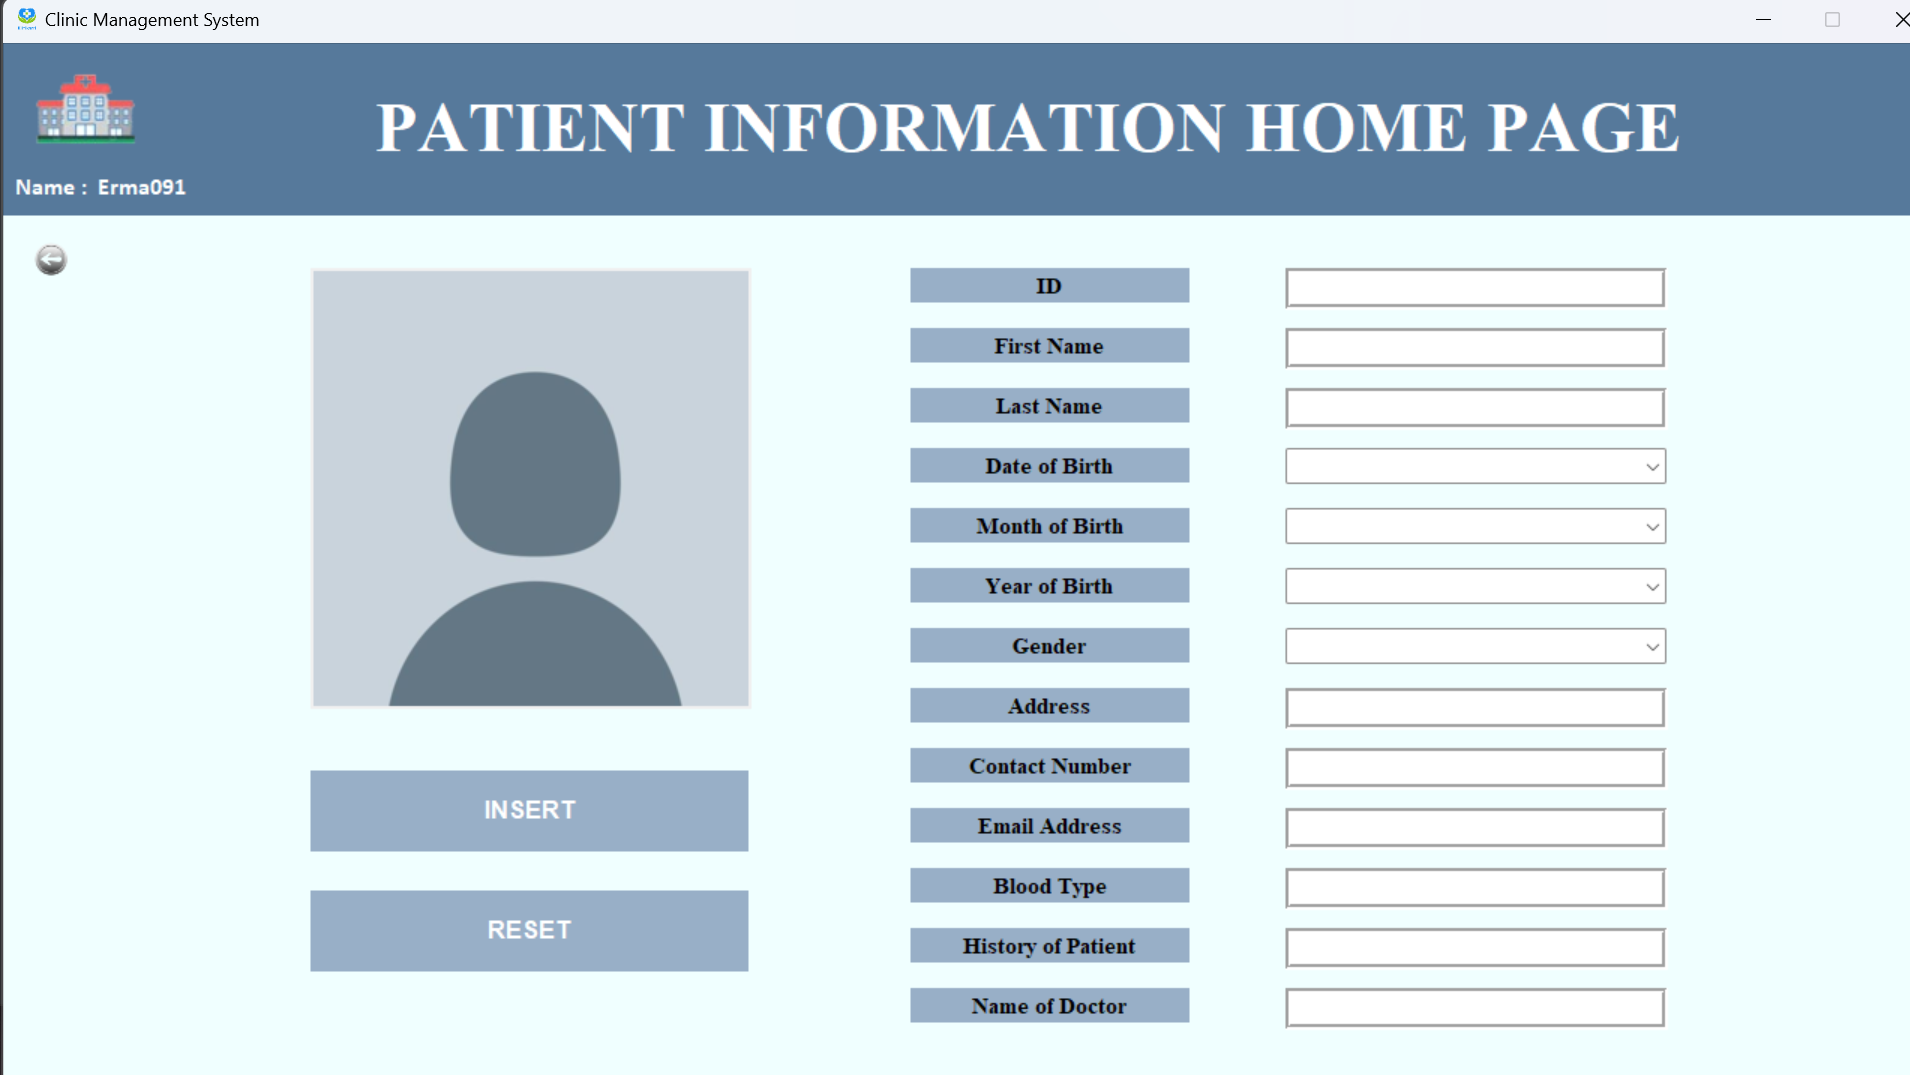 Clinic Management System
PATIENT INFORMATION HOME PAGE
Name : Erma091
ID
First Name
Last Name
Date of Birth
Month of Birth
Year of Birth
Gender
Address
Contact Number
Email Address
Blood Type
History of Patient
Name of Doctor
INSERT
RESET